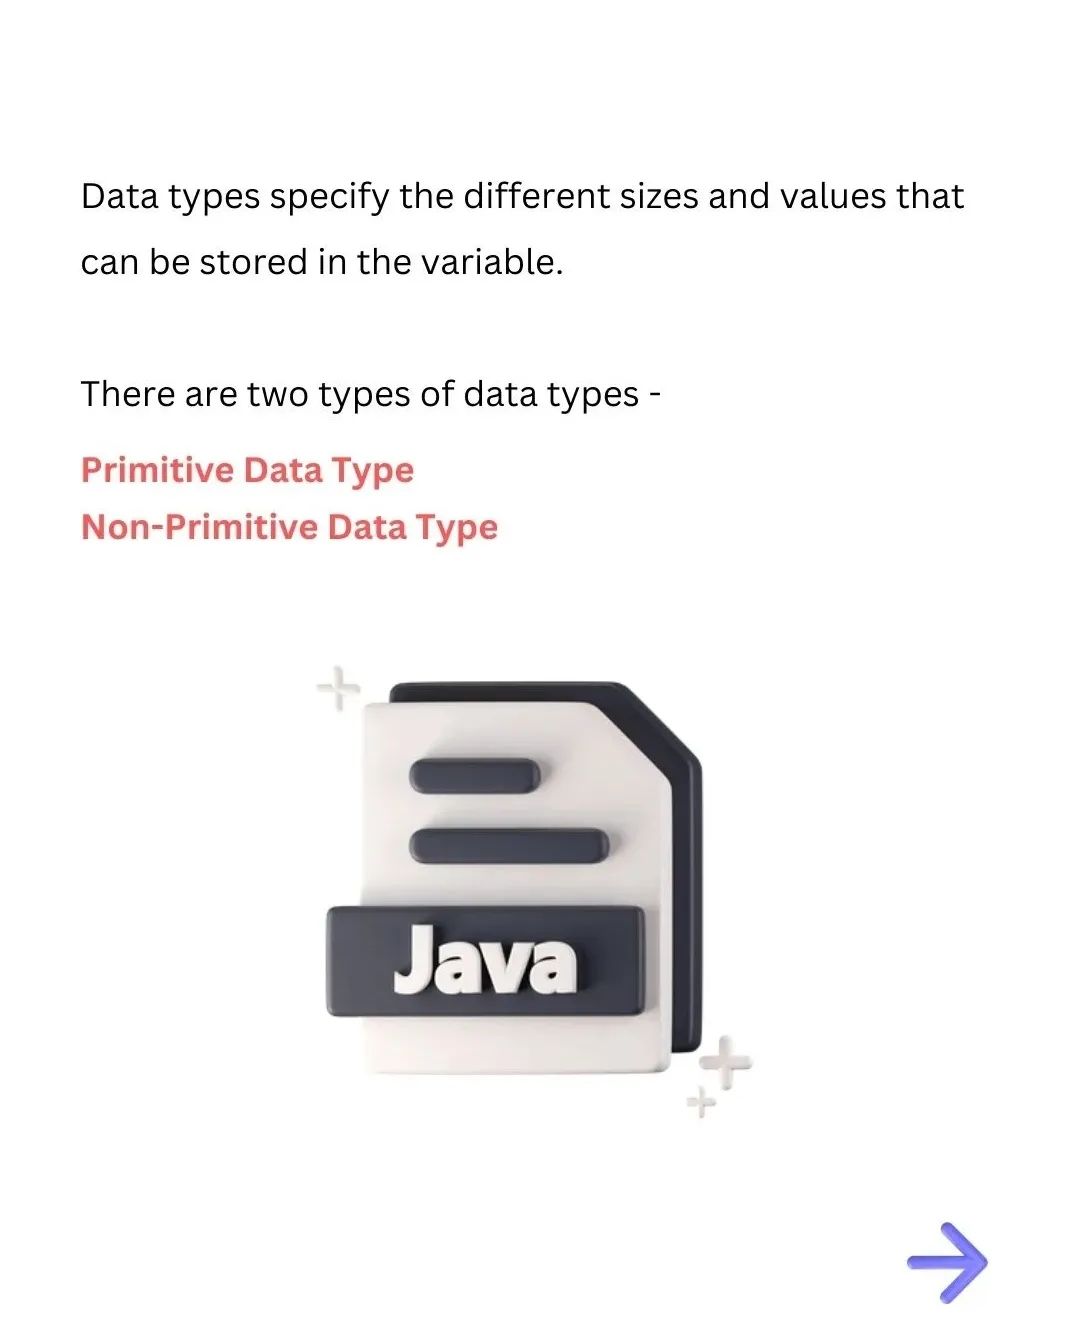 Data types specify the different sizes and values that
can be stored in the variable.
There are two types of data types -
Primitive Data Type
Non-Primitive Data Type
Java